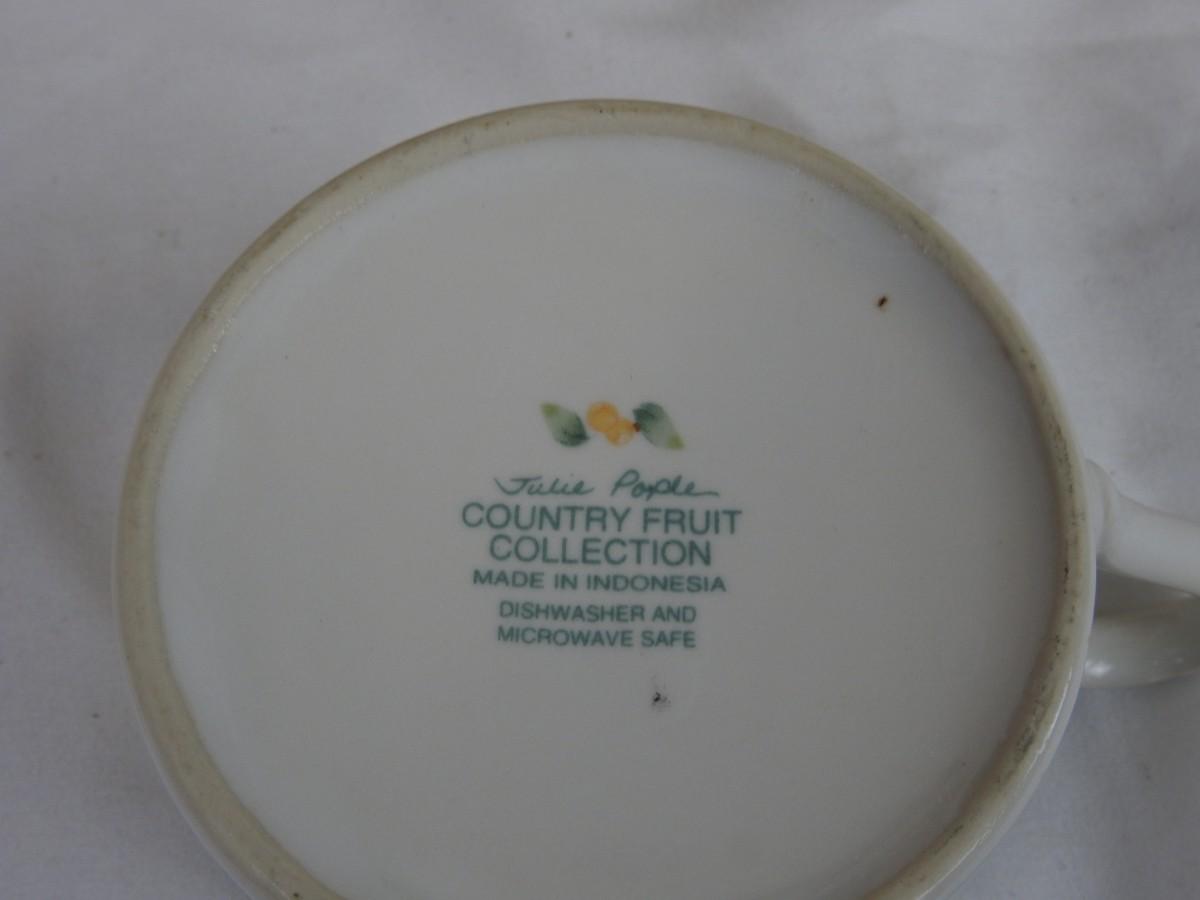 Julie Pople
COUNTRY FRUIT
COLLECTION
MADE IN INDONESIA
DISHWASHER AND
MICROWAVE SAFE